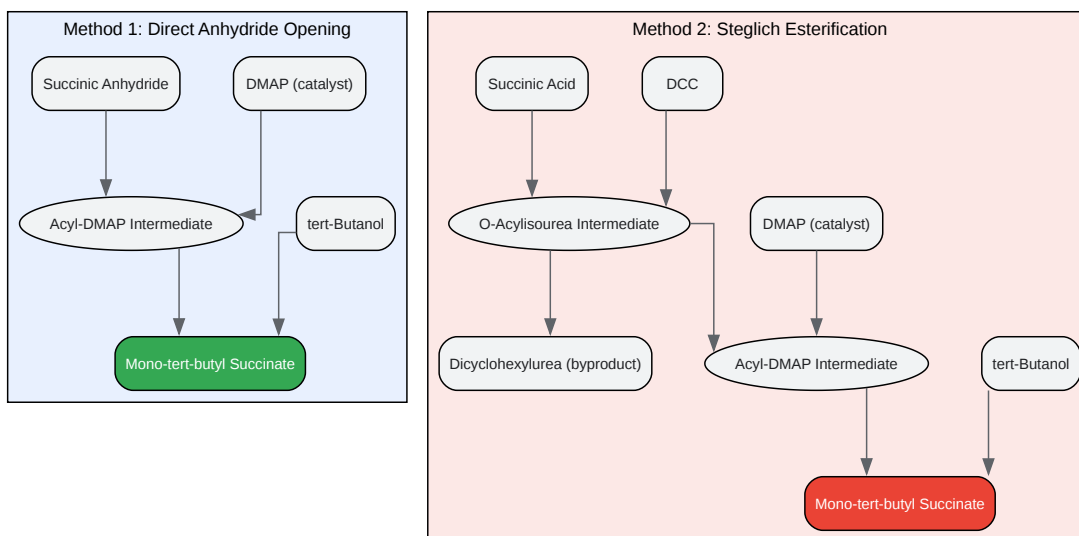 Method 1: Direct Anhydride Opening
Succinic Anhydride
DMAP (catalyst)
Acyl-DMAP Intermediate
tert-Butanol
Mono-tert-butyl Succinate
Method 2: Steglich Esterification
Succinic Acid
DCC
O-Acylisourea Intermediate
DMAP (catalyst)
Dicyclohexylurea (byproduct)
Acyl-DMAP Intermediate
tert-Butanol
Mono-tert-butyl Succinate